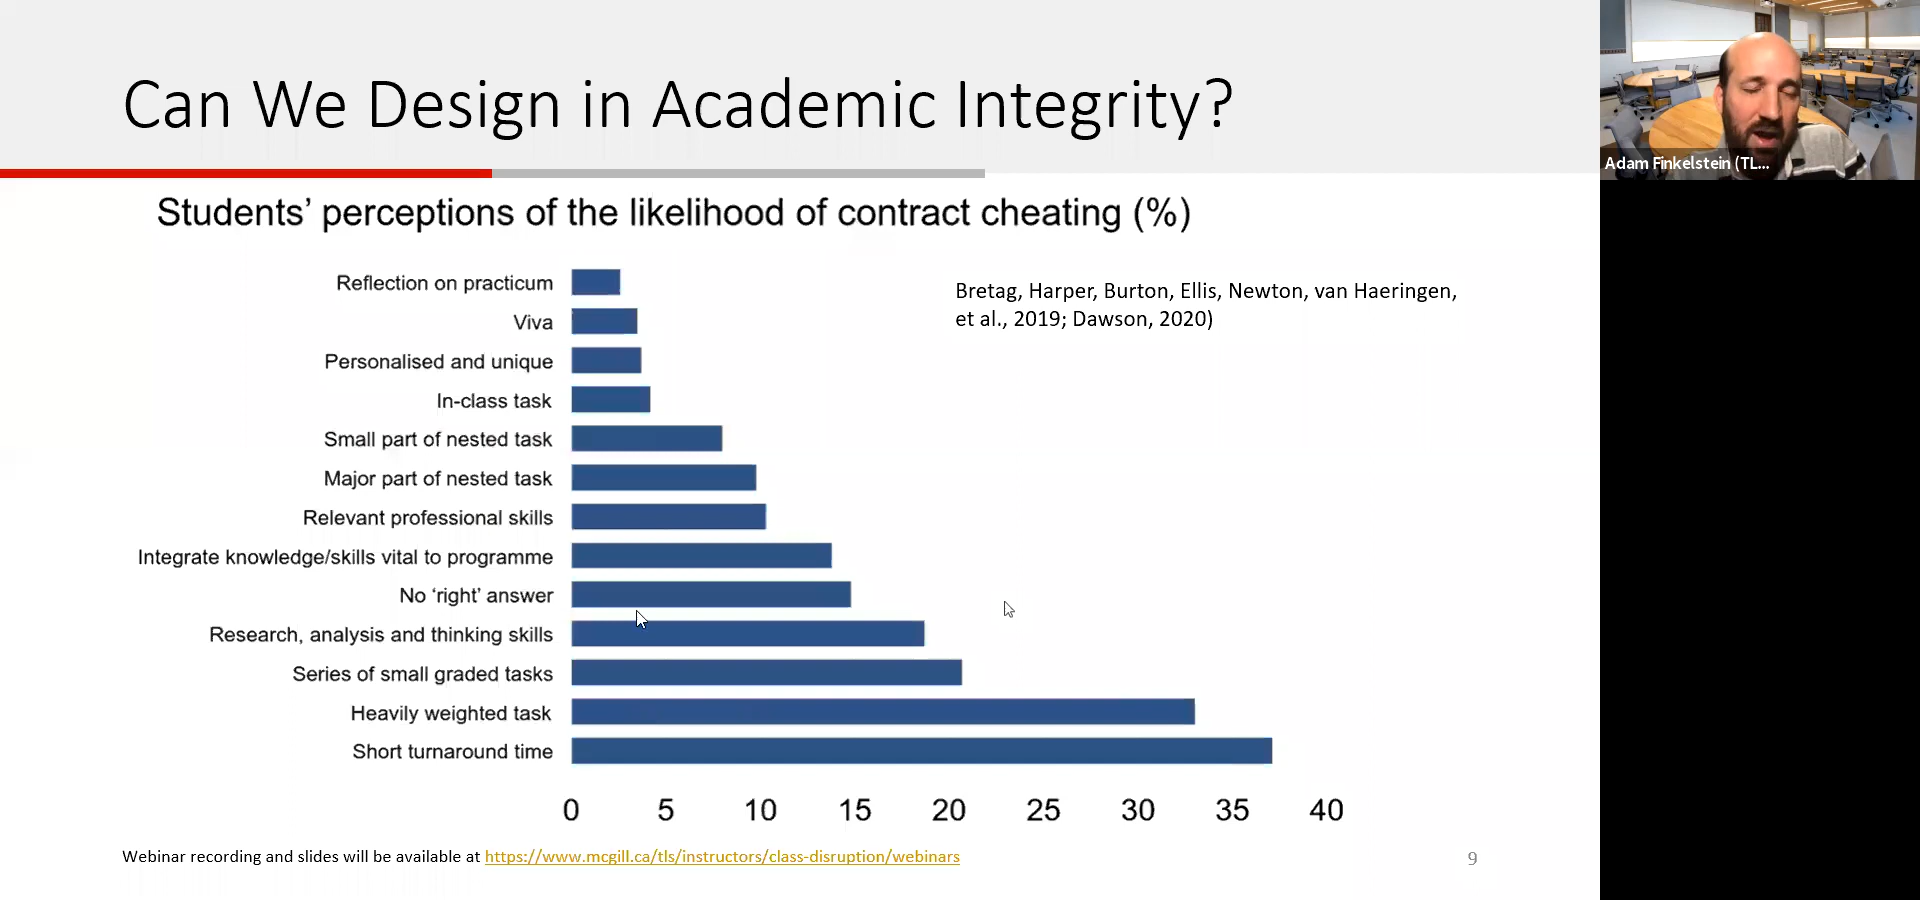 Can We Design in Academic Integrity?
Adam Finkelstein (TL...
Students’ perceptions of the likelihood of contract cheating (%)
Bretag, Harper, Burton, Ellis, Newton, van Haeringen,
et al., 2019; Dawson, 2020)
Reflection on practicum
Viva
Personalised and unique
In-class task
Small part of nested task
Major part of nested task
Relevant professional skills
Integrate knowledge/skills vital to programme
No ‘right’ answer
Research, analysis and thinking skills
Series of small graded tasks
Heavily weighted task
Short turnaround time
0 5 10 15 20 25 30 35 40
Webinar recording and slides will be available at https://www.mcgill.ca/tls/instructors/class-disruption/webinars
9